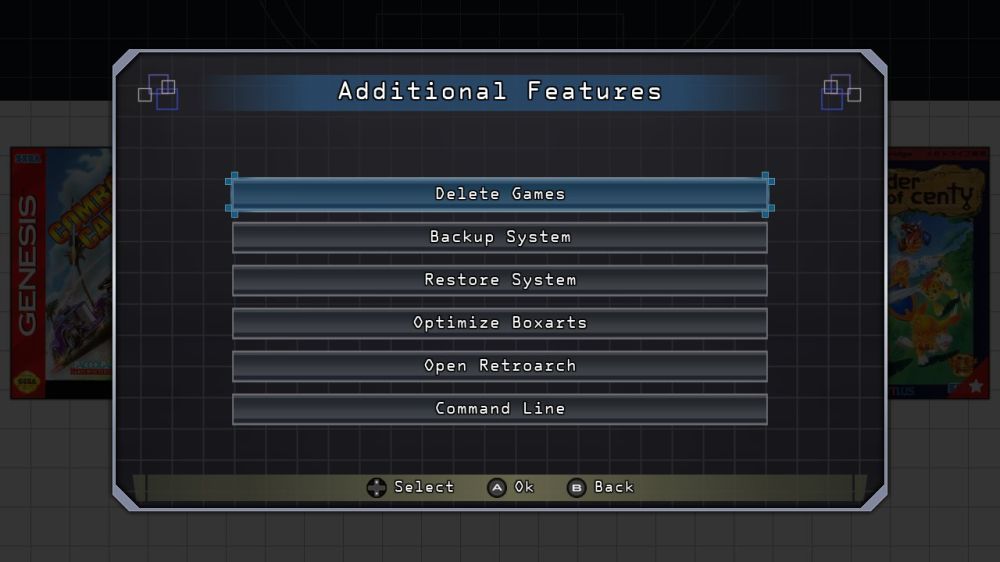 Additional Features
SEGA
GENESIS
Delete Games
Backup System
Restore System
Optimize Boxarts
Open Retroarch
Command Line
of centy
SEGA
Select
A Ok
B Back